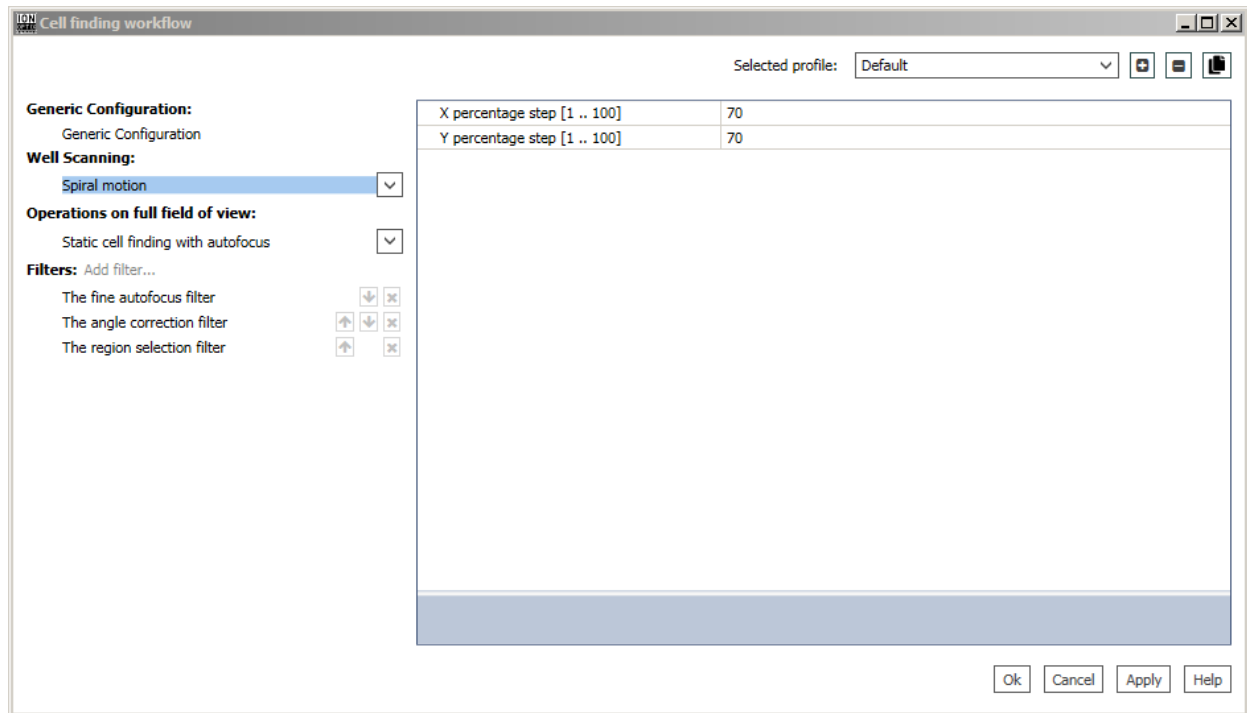 ION
Cell finding workflow
Selected profile: Default
Generic Configuration:
Generic Configuration
Well Scanning:
Spiral motion
Operations on full field of view:
Static cell finding with autofocus
Filters: Add filter...
The fine autofocus filter
The angle correction filter
The region selection filter
X percentage step [1 .. 100] 70
Y percentage step [1 .. 100] 70
Ok Cancel Apply Help